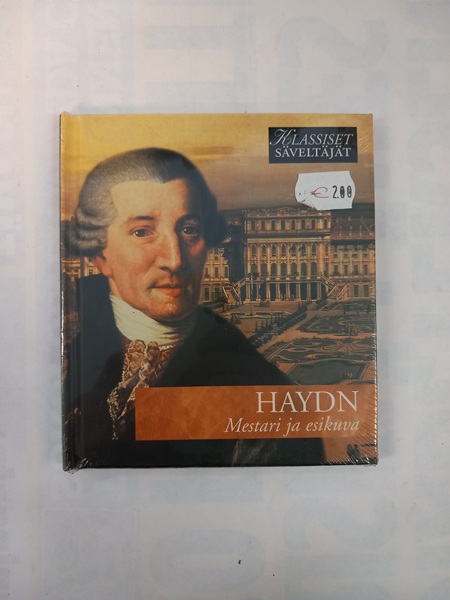 KLASSISET
SÄVELTÄJÄT
€ 2.00
HAYDN
Mestari ja esikuva